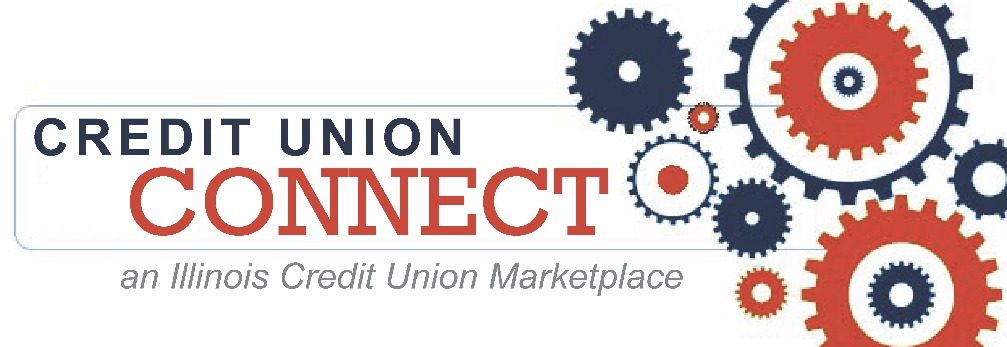 CREDIT UNION
CONNECT
an Illinois Credit Union Marketplace